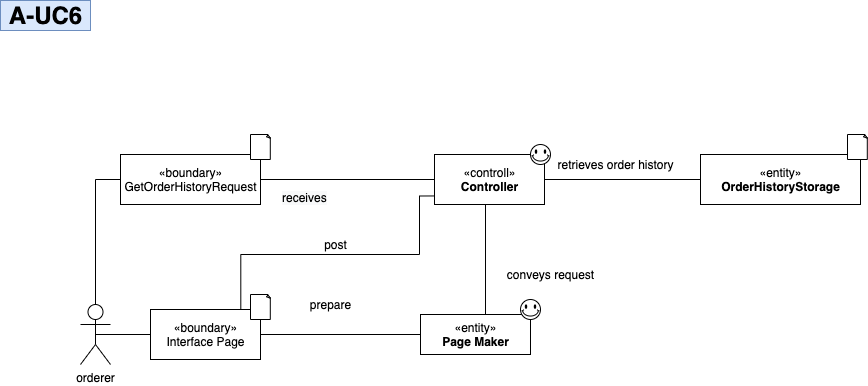 A-UC6
«boundary»
GetOrderHistoryRequest
receives
«controll»
Controller
retrieves order history
«entity»
OrderHistoryStorage
post
conveys request
«boundary»
Interface Page
prepare
«entity»
Page Maker
orderer